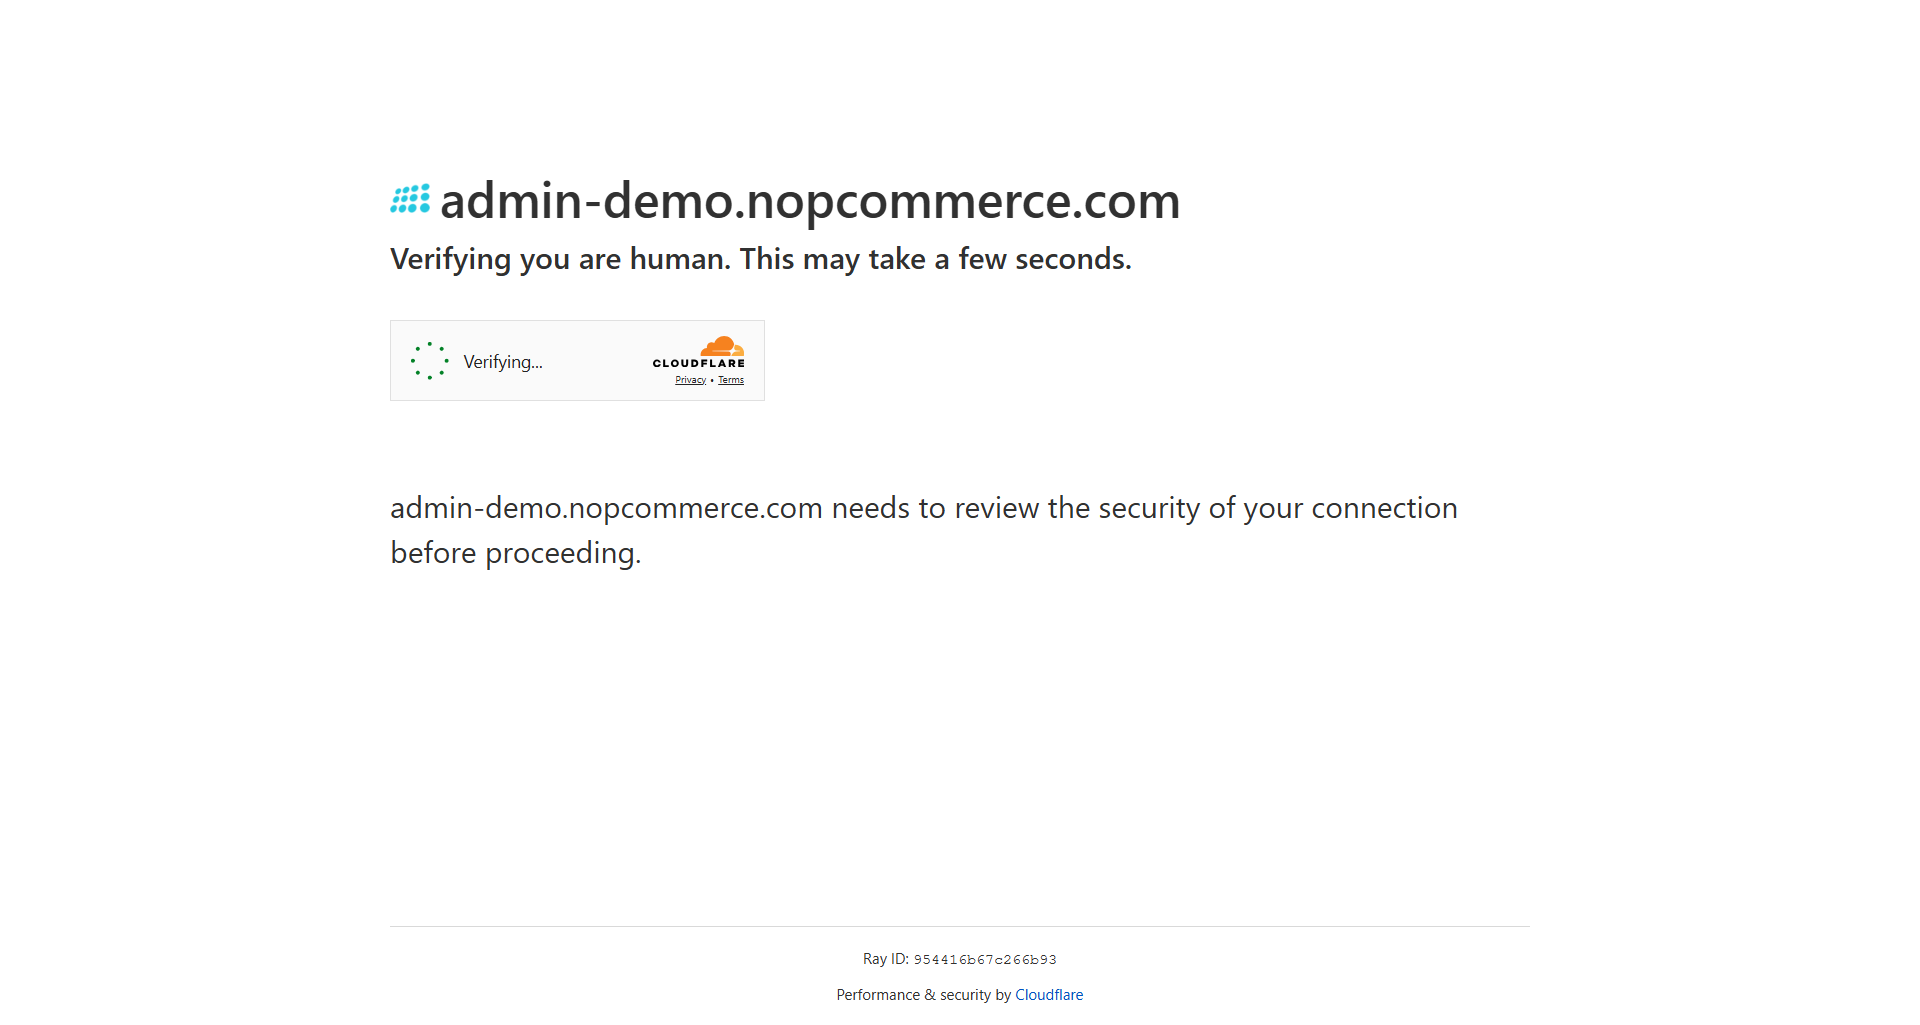 admin-demo.nopcommerce.com
Verifying you are human. This may take a few seconds.
Verifying...
CLOUDFLARE
Privacy • Terms
admin-demo.nopcommerce.com needs to review the security of your connection
before proceeding.
Ray ID: 954416b67c266b93
Performance & security by Cloudflare